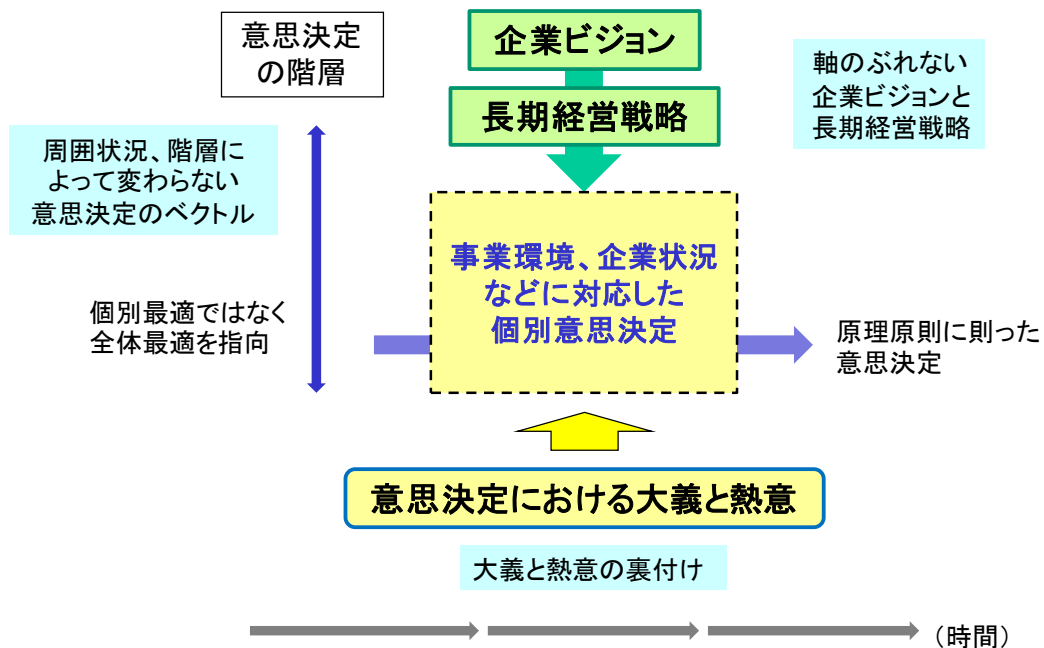 意思決定
の階層
企業ビジョン
長期経営戦略
軸のぶれない
企業ビジョンと
長期経営戦略
周囲状況、階層に
よって変わらない
意思決定のベクトル
事業環境、企業状況
などに対応した
個別意思決定
個別最適ではなく
全体最適を指向
原理原則に則った
意思決定
意思決定における大義と熱意
大義と熱意の裏付け
（時間）